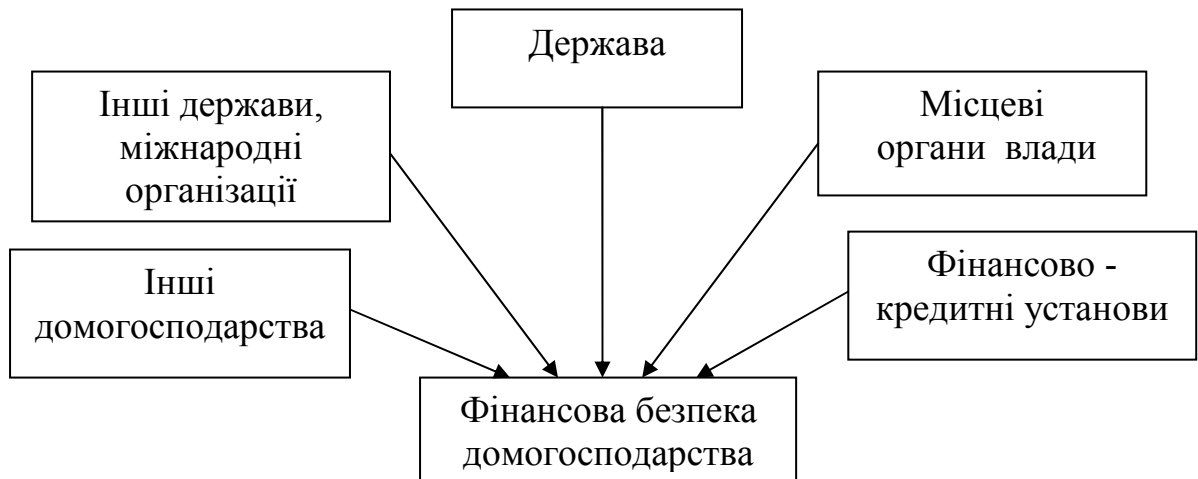 Держава
Інші держави,
міжнародні
організації
Місцеві
органи влади
Інші
домогосподарства
Фінансово -
кредитні установи
Фінансова безпека
домогосподарства